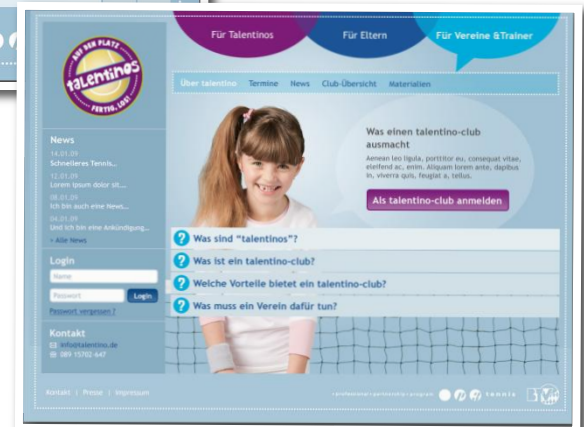 Für Talentinos
Für Eltern
Für Vereine &Trainer
AUF DEN PLATZ
talentinos
FERTIG, LOS!
Über talentino Termine News Club-Übersicht Materialien
Was einen talentino-club
ausmacht
Aenean leo ligula, porttitor eu, consequat vitae,
eleifend ac, enim. Aliquam lorem ante, dapibus
in, viverra quis, feugiat a, tellus.
Als talentino-club anmelden
News
14.01.09
Schnelleres Tennis...
12.01.09
Lorem ipsum dolor sit....
08.01.09
Ich bin auch eine News...
04.01.09
Und ich bin eine Ankündigung...
> Alle News
? Was sind "talentinos"?
? Was ist ein talentino-club?
? Welche Vorteile bietet ein talentino-club?
? Was muss ein Verein dafür tun?
Login
Name
Passwort Login
Passwort vergessen ?
Kontakt
info@talentino.de
089 15702-647
Kontakt | Presse | Impressum
professional partnership program
tennis